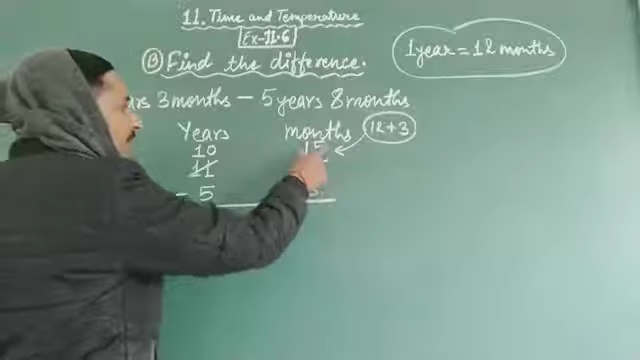 11. Time and Temperature
Ex-11.6
1 year = 12 months
(B) Find the difference.
3 months - 5 years 8 months
Years months 12+3
10 15
11
- 5